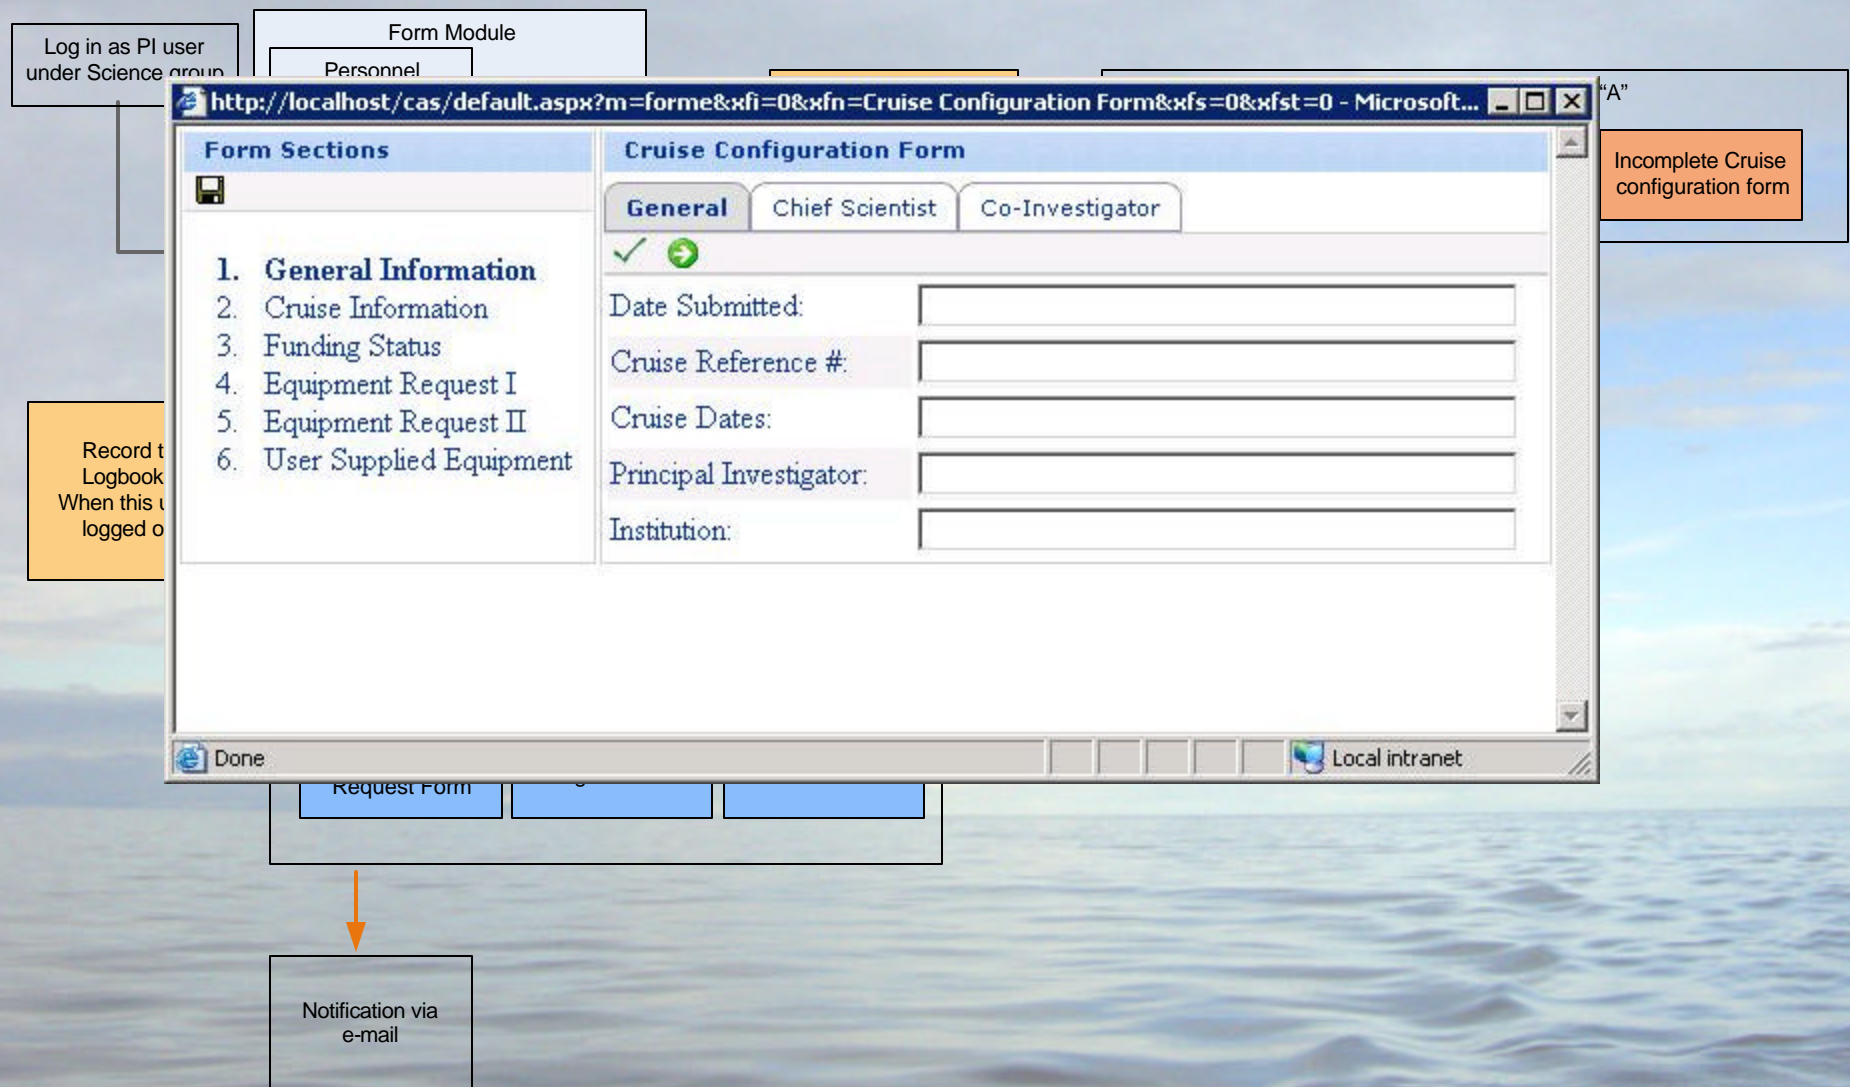 Form Module
Log in as PI user
under Science group
Personnel
"A"
http://localhost/cas/default.aspx?m=forme&xfi=0&xfn=Cruise Configuration Form&xfs=0&xfst=0 - Microsoft...
Form Sections
Cruise Configuration Form
General
Chief Scientist
Co-Investigator
Incomplete Cruise
configuration form
1. General Information
2. Cruise Information
3. Funding Status
4. Equipment Request I
5. Equipment Request II
6. User Supplied Equipment
Date Submitted:
Cruise Reference #:
Cruise Dates:
Principal Investigator:
Institution:
Record t
Logbook
When this u
logged o
Done
Local intranet
Request Form
Notification via
e-mail